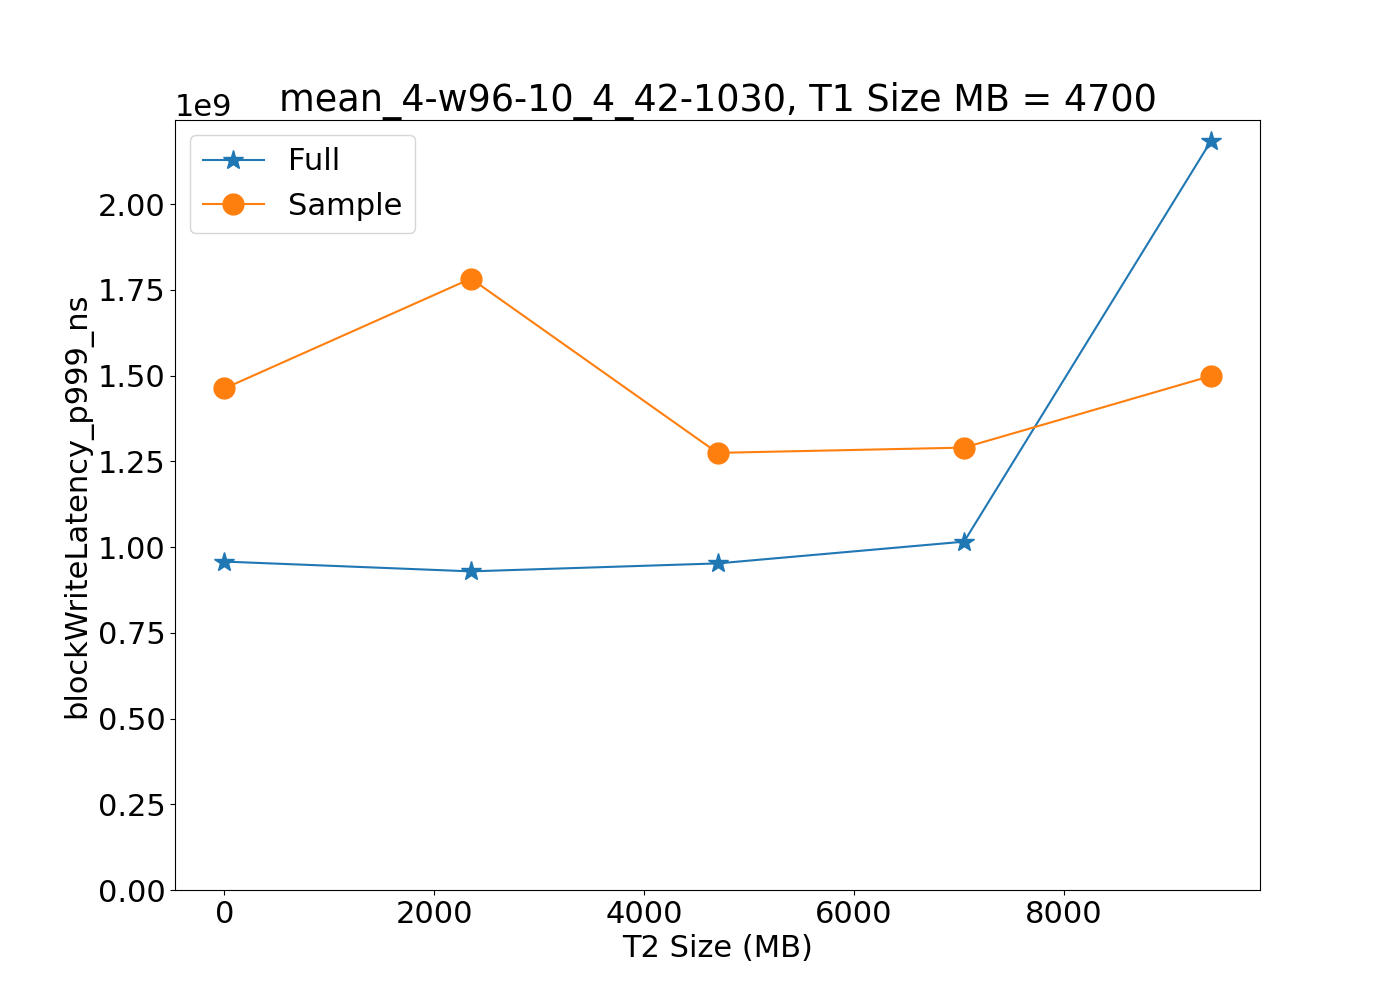 mean_4-w96-10_4_42-1030, T1 Size MB = 4700
1e9
Full
Sample
2.00
1.75
1.50
1.25
1.00
0.75
0.50
0.25
0.00
blockWriteLatency_p999_ns
0 2000 4000 6000 8000
T2 Size (MB)